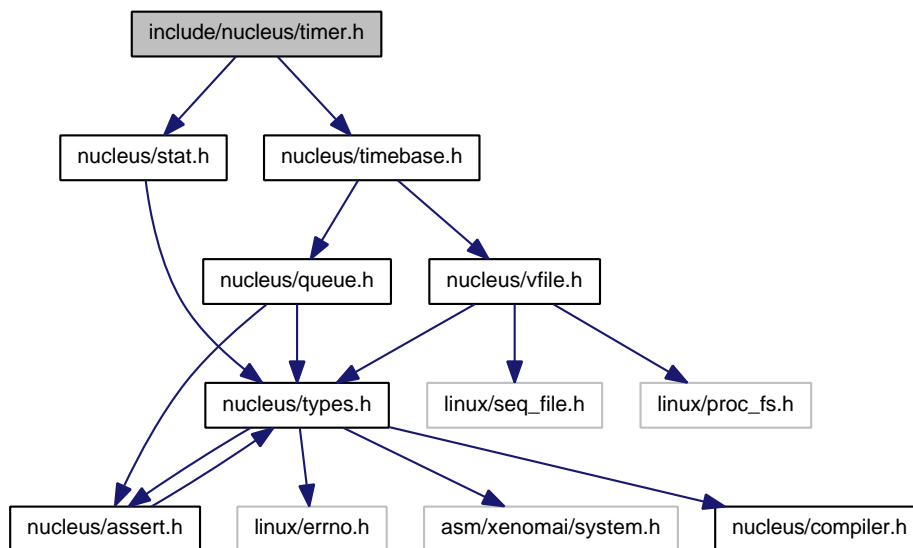 include/nucleus/timer.h
nucleus/stat.h
nucleus/timebase.h
nucleus/queue.h
nucleus/vfile.h
nucleus/types.h
linux/seq_file.h
linux/proc_fs.h
nucleus/assert.h
linux/errno.h
asm/xenomai/system.h
nucleus/compiler.h